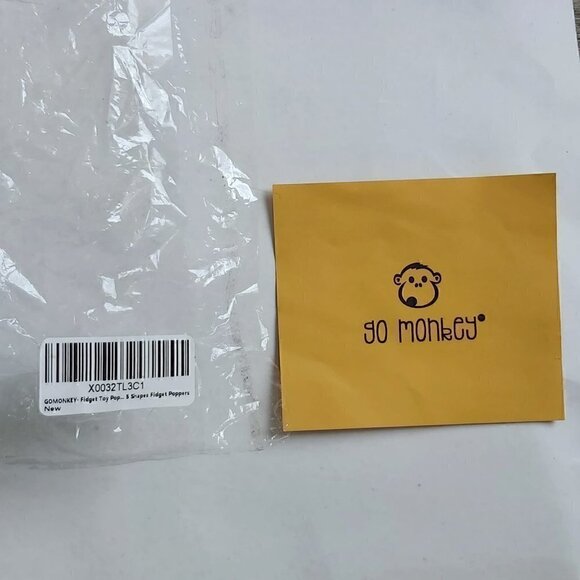 X0032TL3C1
GOMONKEY- Fidget Toy Pop... 5 Shapes Fidget Poppers
New
go monkey